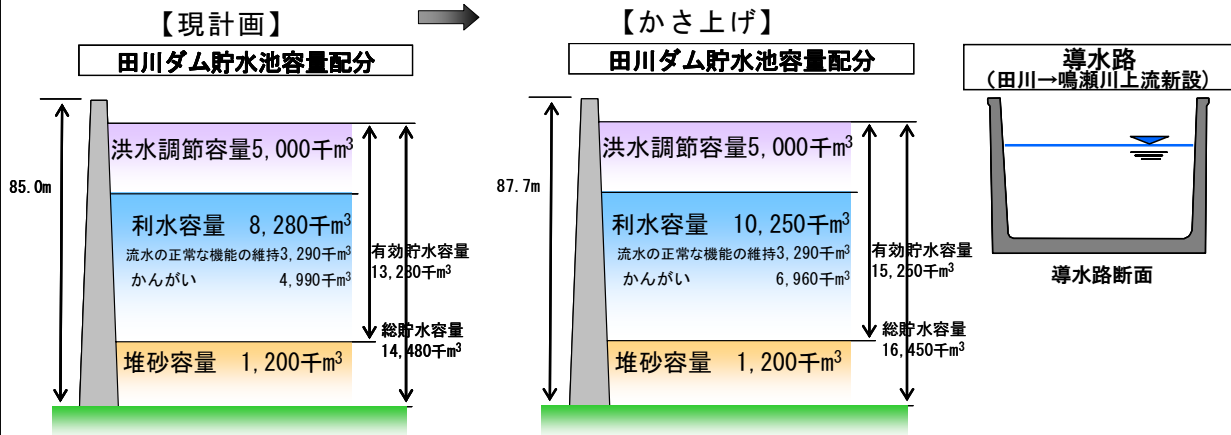 【現計画】
田川ダム貯水池容量配分
85.0m
洪水調節容量5,000千m³
利水容量 8,280千m³
流水の正常な機能の維持3,290千m³
かんがい 4,990千m³
有効貯水容量
13,280千m³
総貯水容量
14,480千m³
堆砂容量 1,200千m³
【かさ上げ】
田川ダム貯水池容量配分
87.7m
洪水調節容量5,000千m³
利水容量 10,250千m³
流水の正常な機能の維持3,290千m³
かんがい 6,960千m³
有効貯水容量
15,250千m³
総貯水容量
16,450千m³
堆砂容量 1,200千m³
導水路
(田川→鳴瀬川上流新設)
導水路断面